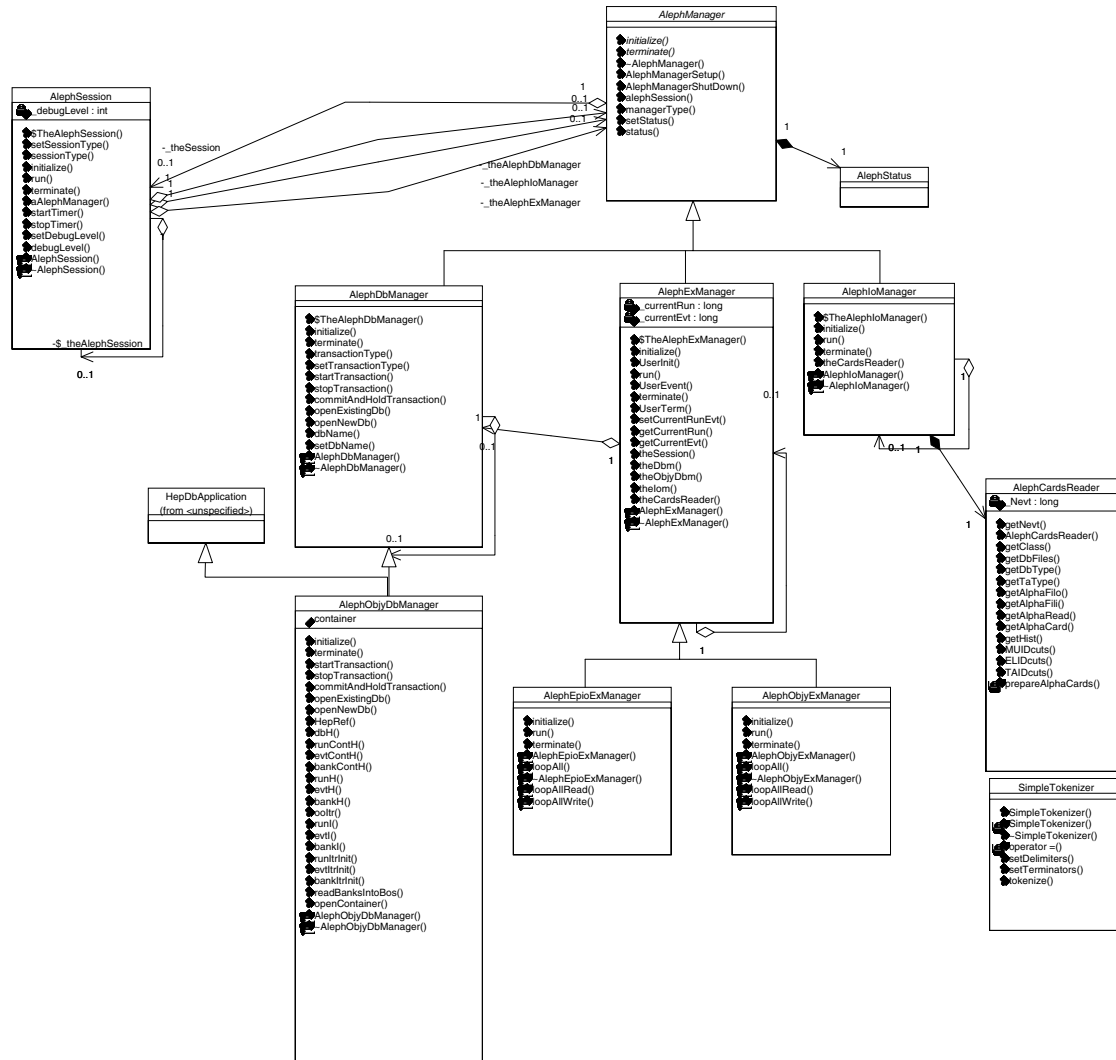 AlephManager
initialize()
terminate()
~AlephManager()
AlephManagerSetup()
AlephManagerShutDown()
alephSession()
managerType()
setStatus()
status()
AlephSession
_debugLevel : int
$TheAlephSession()
setSessionType()
sessionType()
initialize()
run()
terminate()
aAlephManager()
startTimer()
stopTimer()
setDebugLevel()
debugLevel()
AlephSession()
~AlephSession()
1
0..1
0..1
0..1
-_theSession
0..1
1
1
1
1
-_theAlephDbManager
-_theAlephIoManager
-_theAlephExManager
-$_theAlephSession
0..1
1
1
AlephStatus
AlephDbManager
$TheAlephDbManager()
initialize()
terminate()
transactionType()
setTransactionType()
startTransaction()
stopTransaction()
commitAndHoldTransaction()
openExistingDb()
openNewDb()
dbName()
setDbName()
AlephDbManager()
~AlephDbManager()
1
0..1
0..1
1
AlephExManager
_currentRun : long
_currentEvt : long
$TheAlephExManager()
initialize()
UserInit()
run()
UserEvent()
terminate()
UserTerm()
setCurrentRunEvt()
getCurrentRun()
getCurrentEvt()
theSession()
theDbm()
theObjyDbm()
theIom()
theCardsReader()
AlephExManager()
~AlephExManager()
0..1
1
AlephIoManager
$TheAlephIoManager()
initialize()
run()
terminate()
theCardsReader()
AlephIoManager()
~AlephIoManager()
1
0..1
1
1
AlephCardsReader
_Nevt : long
getNevt()
AlephCardsReader()
getClass()
getDbFiles()
getDbType()
getTaType()
getAlphaFilo()
getAlphaFili()
getAlphaRead()
getAlphaCard()
getHist()
MUIDcuts()
ELIDcuts()
TAIDcuts()
prepareAlphaCards()
HepDbApplication
(from <unspecified>)
AlephObjyDbManager
container
initialize()
terminate()
startTransaction()
stopTransaction()
commitAndHoldTransaction()
openExistingDb()
openNewDb()
HepRef()
dbH()
runContH()
evtContH()
bankContH()
runH()
evtH()
bankH()
ooItr()
runI()
evtI()
bankI()
runItrInit()
evtItrInit()
bankItrInit()
readBanksIntoBos()
openContainer()
AlephObjyDbManager()
~AlephObjyDbManager()
AlephEpioExManager
initialize()
run()
terminate()
AlephEpioExManager()
loopAll()
~AlephEpioExManager()
loopAllRead()
loopAllWrite()
AlephObjyExManager
initialize()
run()
terminate()
AlephObjyExManager()
loopAll()
~AlephObjyExManager()
loopAllRead()
loopAllWrite()
SimpleTokenizer
SimpleTokenizer()
SimpleTokenizer()
~SimpleTokenizer()
operator =()
setDelimiters()
setTerminators()
tokenize()